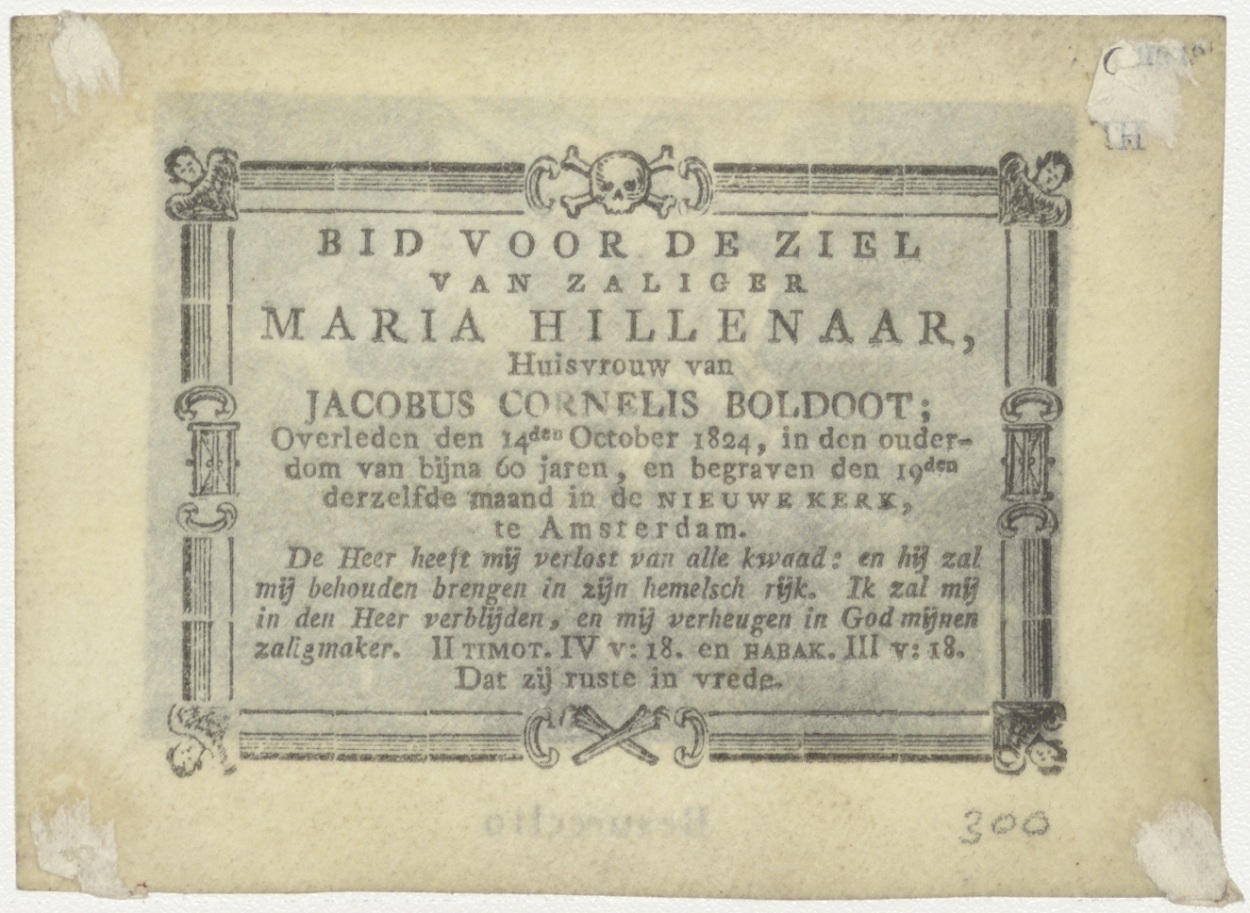 BID VOOR DE ZIEL
VAN ZALIGER
MARIA HILLENAAR,
Huisvrouw van
JACOBUS CORNELIS BOLDOOT;
Overleden den 14den October 1824, in den ouder-
dom van bijna 60 jaren, en begraven den 19den
derzelfde maand in de NIEUWE KERK,
te Amsterdam.
De Heer heeft mij verlost van alle kwaad: en hij zal
mij behouden brengen in zijn hemelsch rijk. Ik zal mij
in den Heer verblijden, en mij verheugen in God mijnen
zaligmaker. II TIMOT. IV v: 18. en HABAK. III v: 18.
Dat zij ruste in vrede.
300